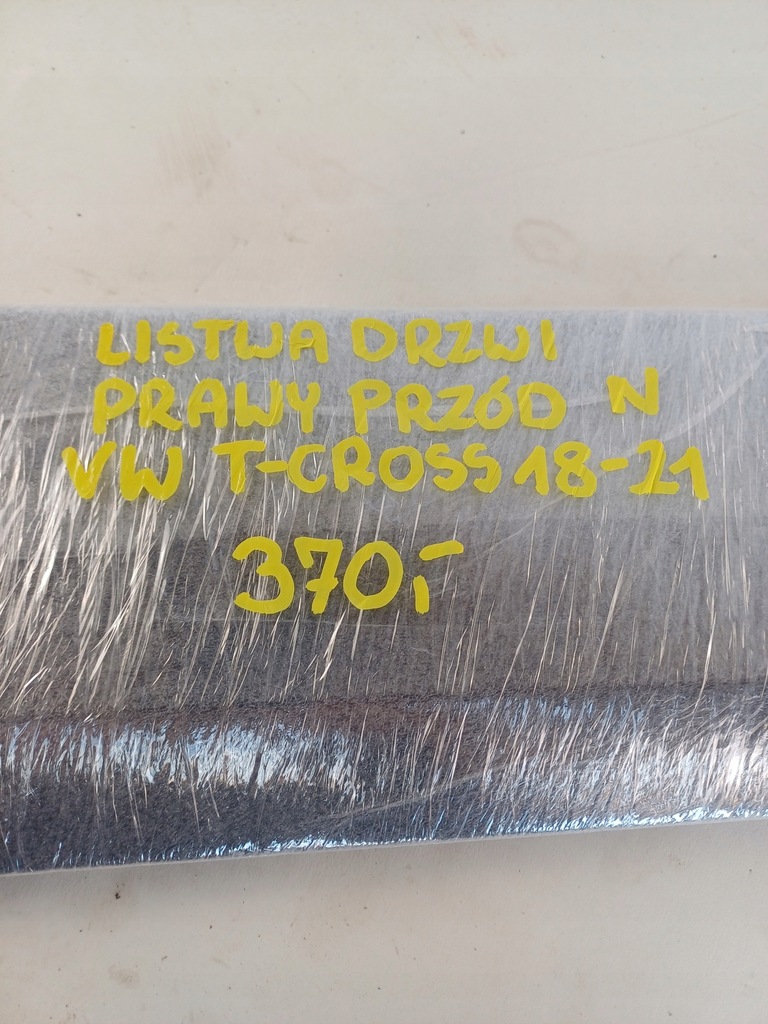 LISTWA DRZWI
PRAWY PRZÓD N
VW T-CROSS 18-21
370,-